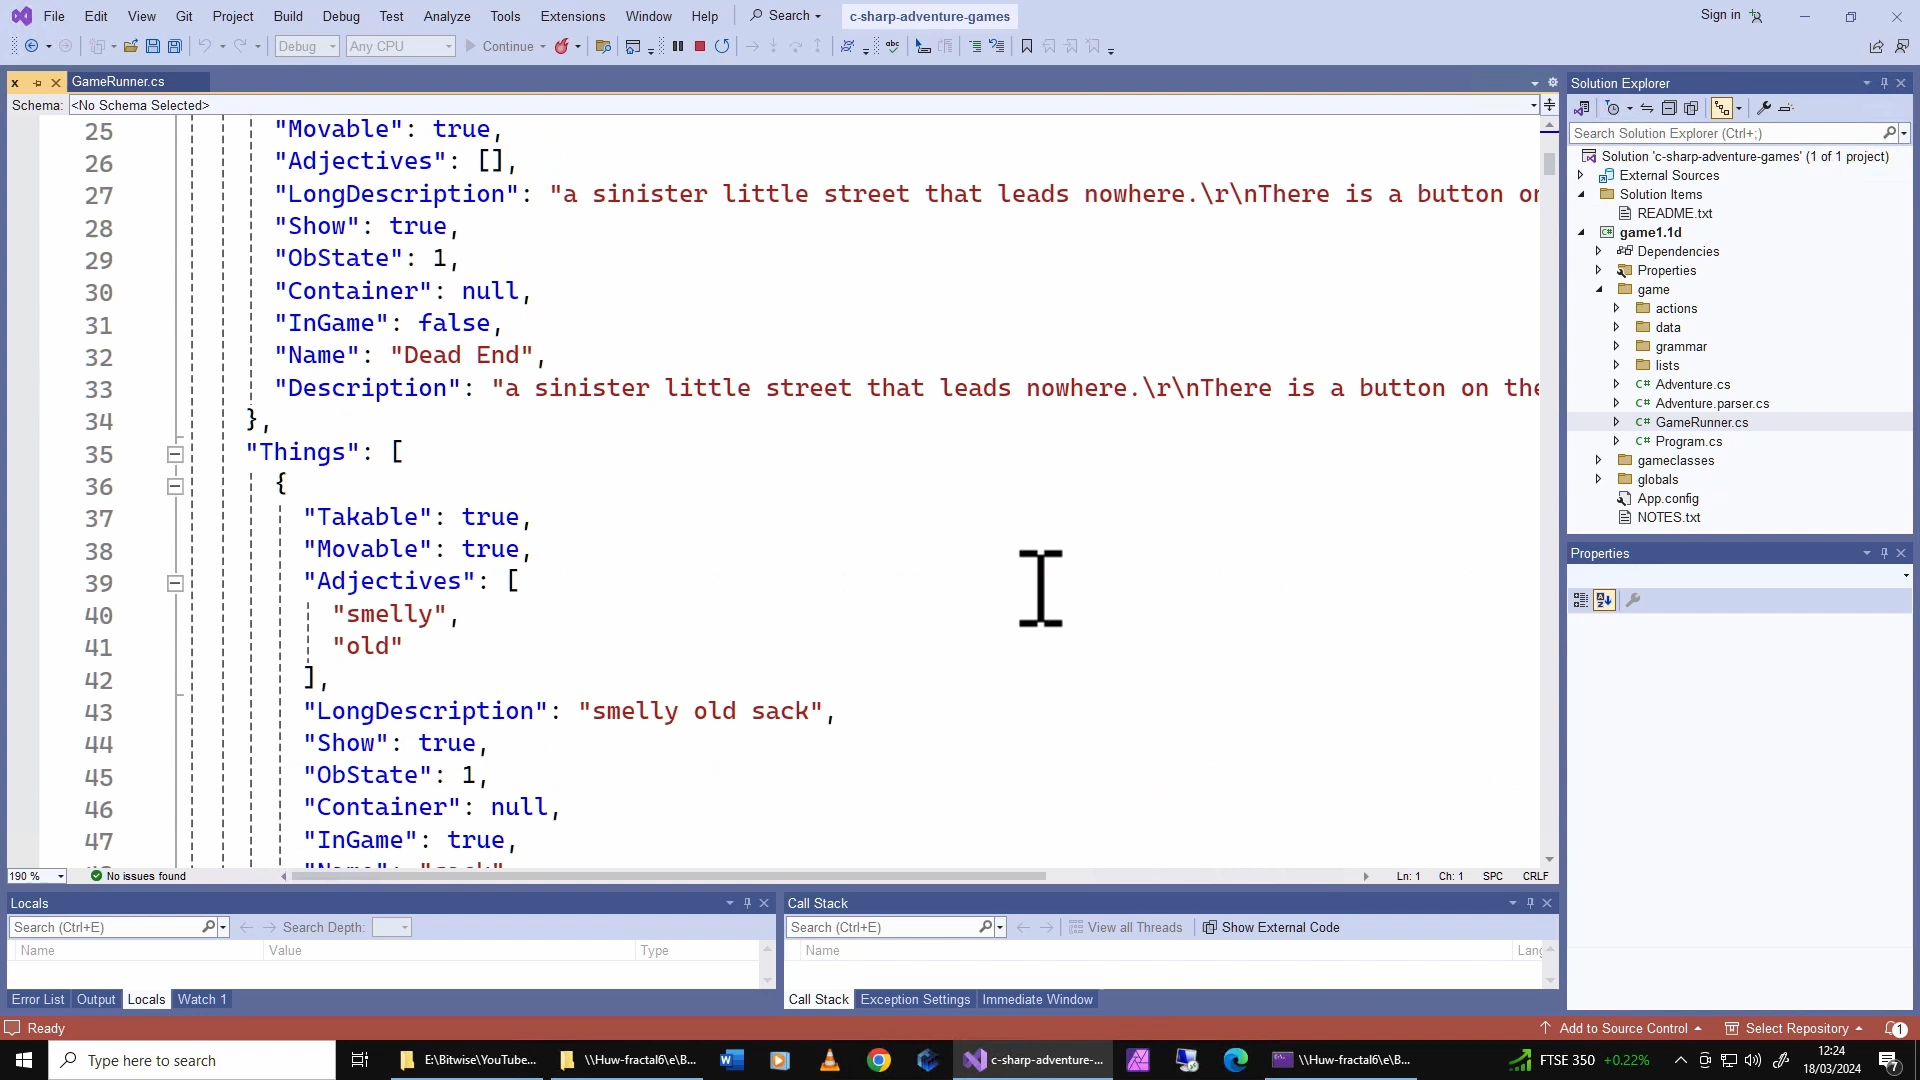 File Edit View Git Project Build Debug Test Analyze Tools Extensions Window Help Search c-sharp-adventure-games Sign in
Debug Any CPU Continue
x GameRunner.cs
Schema: <No Schema Selected>
25 "Movable": true,
26 "Adjectives": [],
27 "LongDescription": "a sinister little street that leads nowhere.\r\nThere is a button on
28 "Show": true,
29 "ObState": 1,
30 "Container": null,
31 "InGame": false,
32 "Name": "Dead End",
33 "Description": "a sinister little street that leads nowhere.\r\nThere is a button on the
34 },
35 "Things": [
36 {
37 "Takable": true,
38 "Movable": true,
39 "Adjectives": [
40 "smelly",
41 "old"
42 ],
43 "LongDescription": "smelly old sack",
44 "Show": true,
45 "ObState": 1,
46 "Container": null,
47 "InGame": true,
190 % No issues found Ln: 1 Ch: 1 SPC CRLF
Locals
Search (Ctrl+E) Search Depth:
Name Value Type
Error List Output Locals Watch 1
Call Stack
Search (Ctrl+E) View all Threads Show External Code
Name Lang
Call Stack Exception Settings Immediate Window
Solution Explorer
Search Solution Explorer (Ctrl+;)
Solution 'c-sharp-adventure-games' (1 of 1 project)
External Sources
Solution Items
README.txt
game1.1d
Dependencies
Properties
game
actions
data
grammar
lists
C# Adventure.cs
C# Adventure.parser.cs
C# GameRunner.cs
C# Program.cs
gameclasses
globals
App.config
NOTES.txt
Properties
Ready Add to Source Control Select Repository 1
Type here to search E:\Bitwise\YouTube... \\Huw-fractal6\e\B... c-sharp-adventure-... \\Huw-fractal6\e\B... FTSE 350 +0.22% 12:24
18/03/2024 7